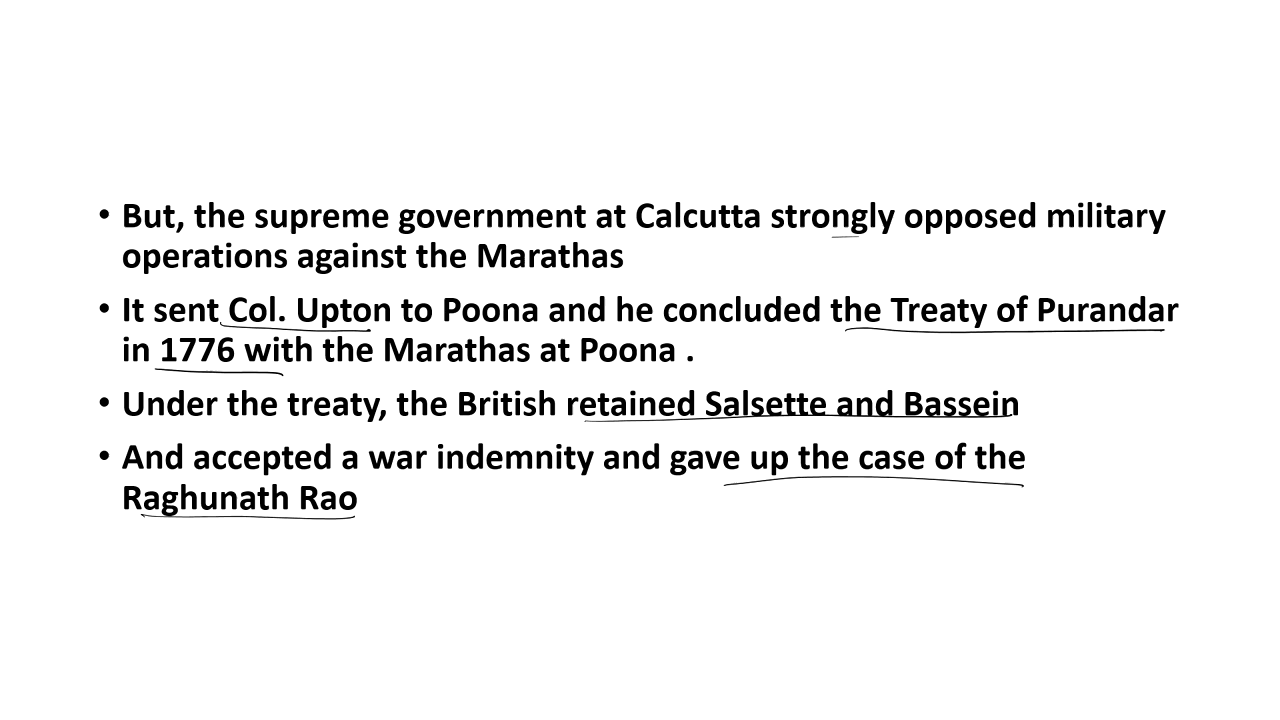 • But, the supreme government at Calcutta strongly opposed military
operations against the Marathas
• It sent Col. Upton to Poona and he concluded the Treaty of Purandar
in 1776 with the Marathas at Poona .
• Under the treaty, the British retained Salsette and Bassein
• And accepted a war indemnity and gave up the case of the
Raghunath Rao